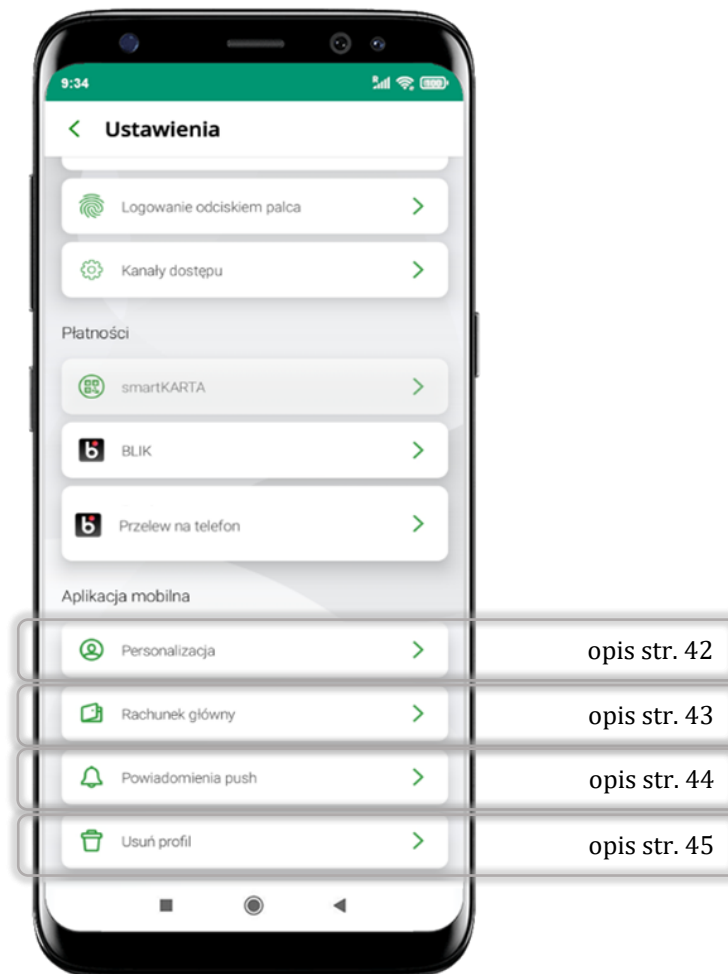 9:34
Ustawienia
Logowanie odciskiem palca
Kanały dostępu
Płatności
smartKARTA
BLIK
Przelew na telefon
Aplikacja mobilna
Personalizacja opis str. 42
Rachunek główny opis str. 43
Powiadomienia push opis str. 44
Usuń profil opis str. 45